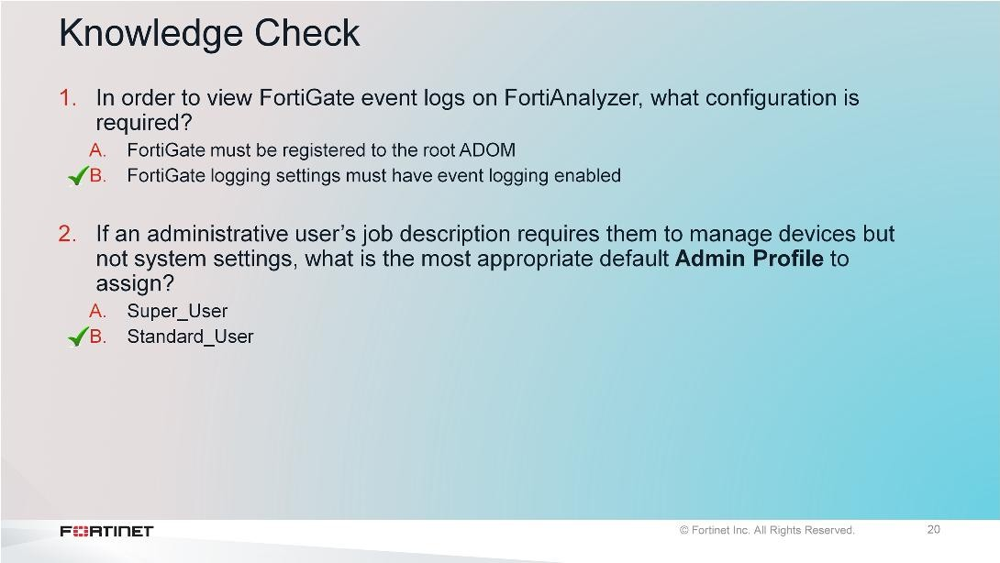 Knowledge Check
1. In order to view FortiGate event logs on FortiAnalyzer, what configuration is
required?
A. FortiGate must be registered to the root ADOM
B. FortiGate logging settings must have event logging enabled
2. If an administrative user’s job description requires them to manage devices but
not system settings, what is the most appropriate default Admin Profile to
assign?
A. Super_User
B. Standard_User
FORTINET
© Fortinet Inc. All Rights Reserved.
20